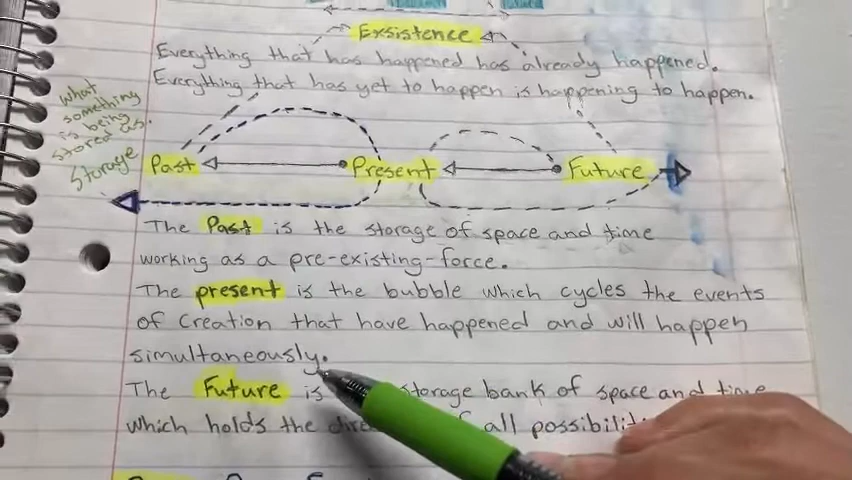 Exsistence
Everything that has happened has already happened.
Everything that has yet to happen is happening to happen.
what
something
is being
stored as.
Storage
Past Present Future
The Past is the storage of space and time
working as a pre-existing-force.
The present is the bubble which cycles the events
of creation that have happened and will happen
simultaneously.
The Future is storage bank of space and time
which holds the of all